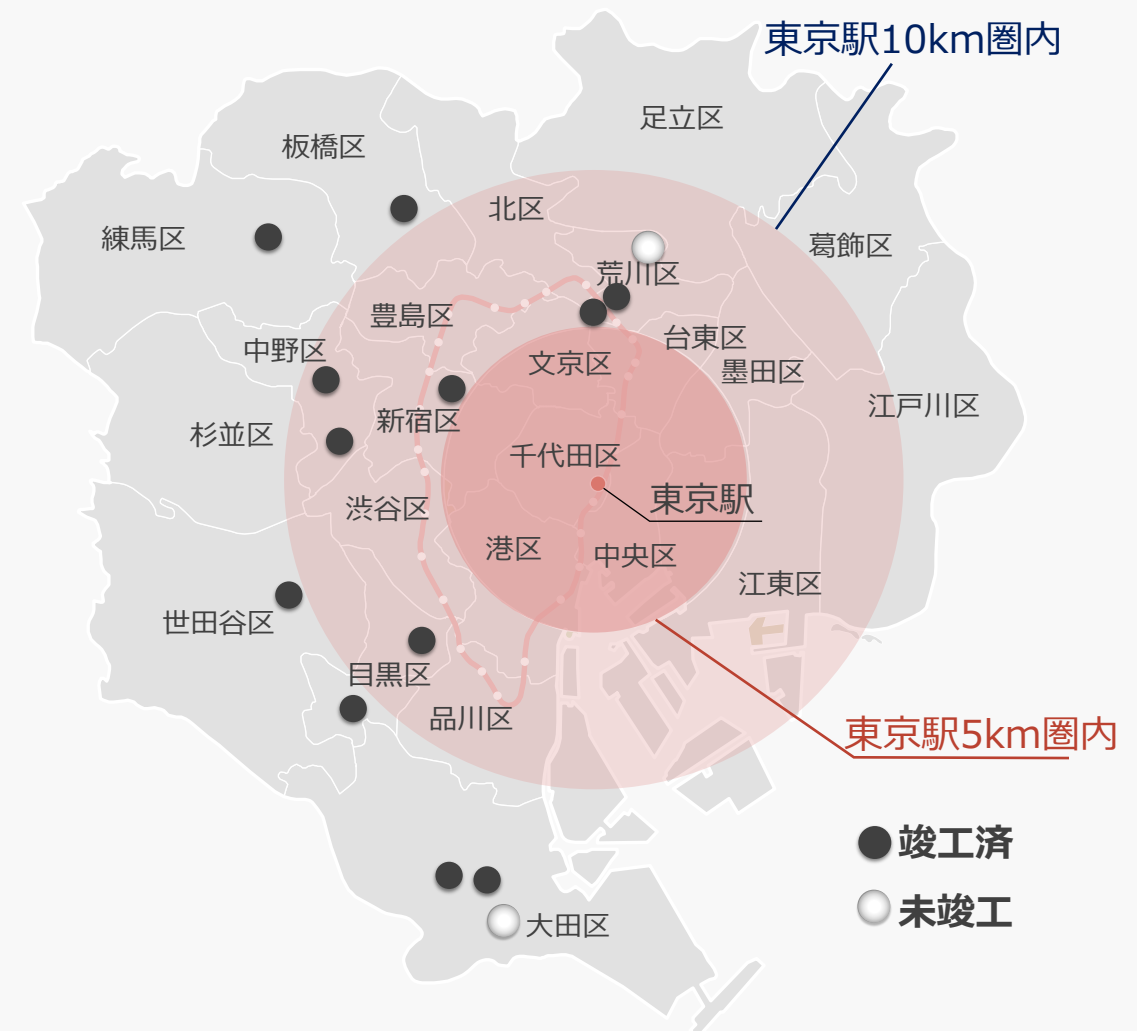 東京駅10km圏内
足立区
板橋区
北区
練馬区
葛飾区
荒川区
豊島区
台東区
中野区
文京区
墨田区
江戸川区
新宿区
杉並区
千代田区
東京駅
渋谷区
港区
中央区
江東区
世田谷区
目黒区
品川区
東京駅5km圏内
竣工済
未竣工
大田区